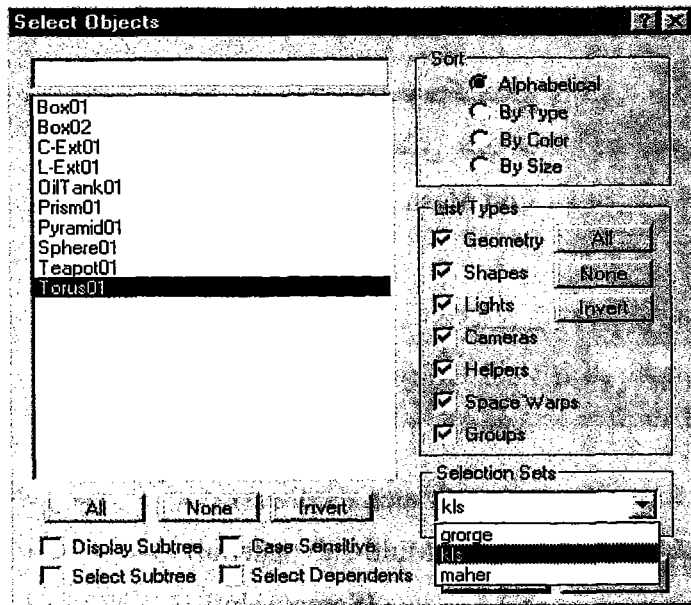 Select Objects
Box01
Box02
C-Ext01
L-Ext01
OilTank01
Prism01
Pyramid01
Sphere01
Teapot01
Torus01
All None Invert
Display Subtree Case Sensitive
Select Subtree Select Dependents
Sort
Alphabetical
By Type
By Color
By Size
List Types
Geometry All
Shapes None
Lights Invert
Cameras
Helpers
Space Warps
Groups
Selection Sets
kls
grorge
kls
maher